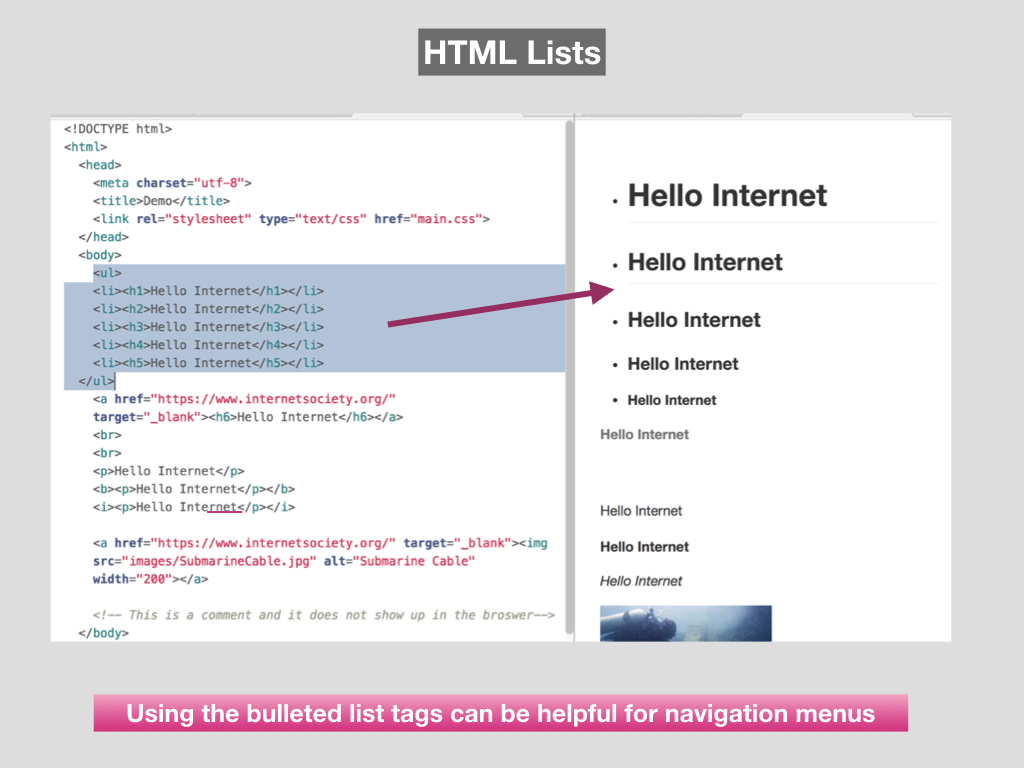 HTML Lists
<!DOCTYPE html>
<html>
<head>
<meta charset="utf-8">
<title>Demo</title>
<link rel="stylesheet" type="text/css" href="main.css">
</head>
<body>
<ul>
<li><h1>Hello Internet</h1></li>
<li><h2>Hello Internet</h2></li>
<li><h3>Hello Internet</h3></li>
<li><h4>Hello Internet</h4></li>
<li><h5>Hello Internet</h5></li>
</ul>
<a href="https://www.internetsociety.org/"
target="_blank"><h6>Hello Internet</h6></a>
<br>
<br>
<p>Hello Internet</p>
<b><p>Hello Internet</p></b>
<i><p>Hello Internet</p></i>
<a href="https://www.internetsociety.org/" target="_blank"><img
src="images/SubmarineCable.jpg" alt="Submarine Cable"
width="200"></a>
<!-- This is a comment and it does not show up in the broswer-->
</body>
• Hello Internet
• Hello Internet
• Hello Internet
• Hello Internet
• Hello Internet
Hello Internet
Hello Internet
Hello Internet
Hello Internet
Using the bulleted list tags can be helpful for navigation menus